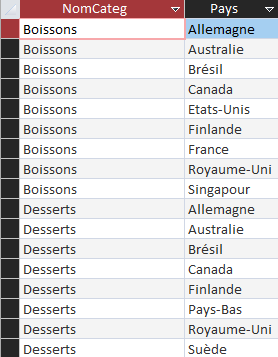 NomCateg Pays
Boissons Allemagne
Boissons Australie
Boissons Brésil
Boissons Canada
Boissons Etats-Unis
Boissons Finlande
Boissons France
Boissons Royaume-Uni
Boissons Singapour
Desserts Allemagne
Desserts Australie
Desserts Brésil
Desserts Canada
Desserts Finlande
Desserts Pays-Bas
Desserts Royaume-Uni
Desserts Suède